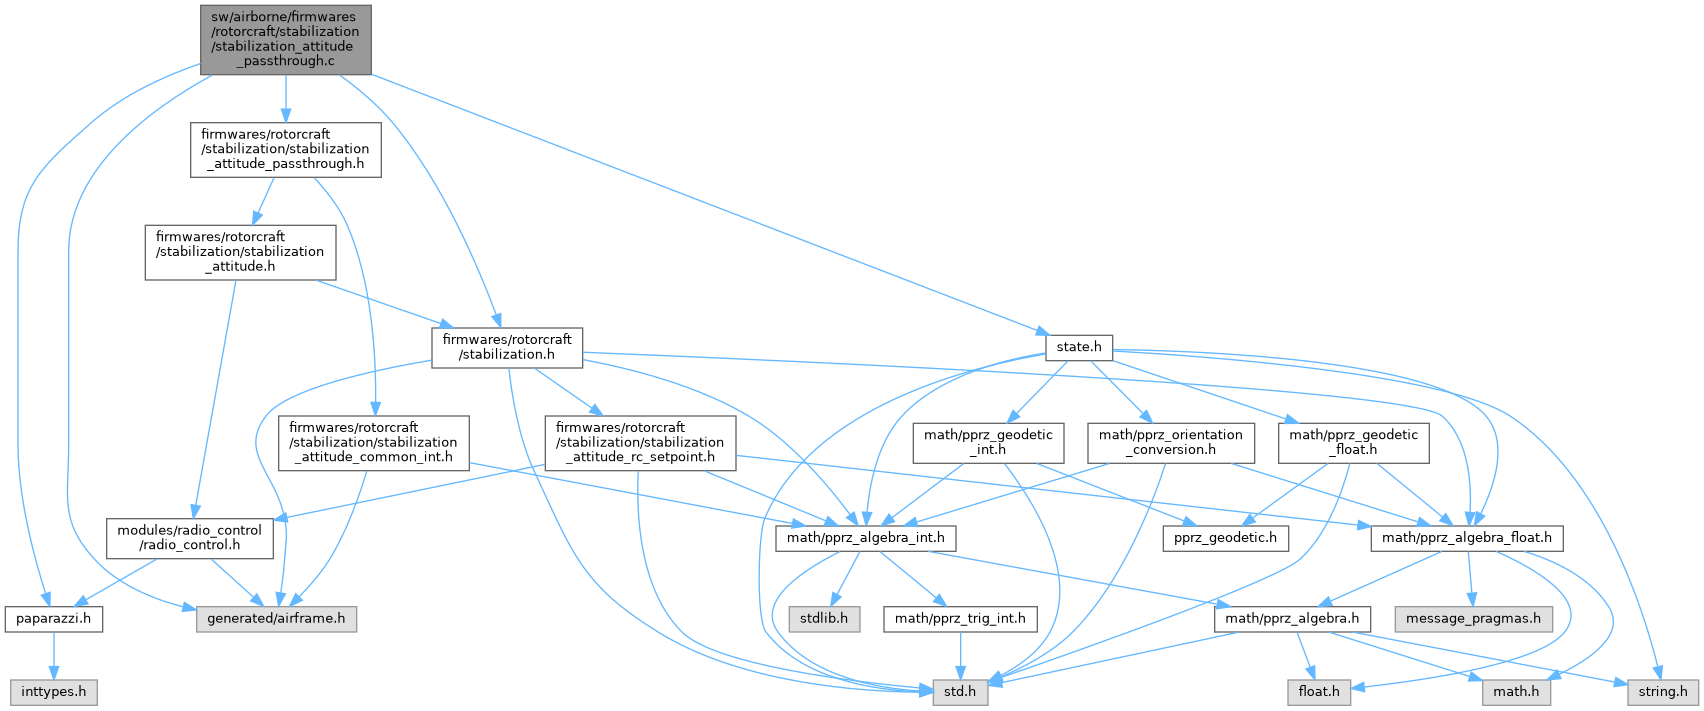 sw/airborne/firmwares
/rotorcraft/stabilization
/stabilization_attitude
_passthrough.c
firmwares/rotorcraft
/stabilization/stabilization
_attitude_passthrough.h
firmwares/rotorcraft
/stabilization/stabilization
_attitude.h
firmwares/rotorcraft
/stabilization.h
state.h
firmwares/rotorcraft
/stabilization/stabilization
_attitude_common_int.h
firmwares/rotorcraft
/stabilization/stabilization
_attitude_rc_setpoint.h
math/pprz_geodetic
_int.h
math/pprz_orientation
_conversion.h
math/pprz_geodetic
_float.h
modules/radio_control
/radio_control.h
math/pprz_algebra_int.h
pprz_geodetic.h
math/pprz_algebra_float.h
paparazzi.h
generated/airframe.h
stdlib.h
math/pprz_trig_int.h
math/pprz_algebra.h
message_pragmas.h
inttypes.h
std.h
float.h
math.h
string.h